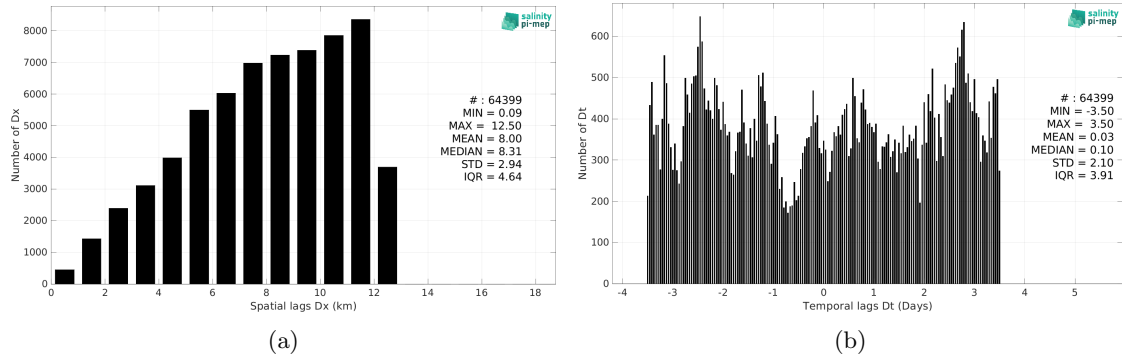 8000
7000
6000
5000
4000
3000
2000
1000
0
Number of Dx
0 2 4 6 8 10 12 14 16 18
Spatial lags Dx (km)
salinity
pi-mep
# : 64399
MIN = 0.09
MAX = 12.50
MEAN = 8.00
MEDIAN = 8.31
STD = 2.94
IQR = 4.64
(a)
600
500
400
300
200
100
0
Number of Dt
-4 -3 -2 -1 0 1 2 3 4 5
Temporal lags Dt (Days)
salinity
pi-mep
# : 64399
MIN = -3.50
MAX = 3.50
MEAN = 0.03
MEDIAN = 0.10
STD = 2.10
IQR = 3.91
(b)